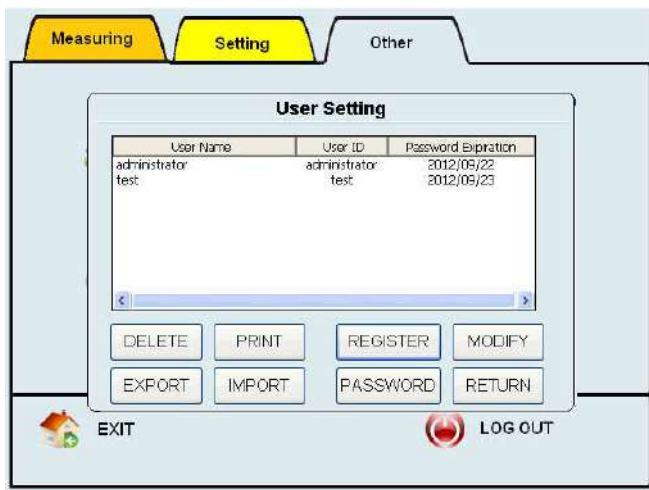 Measuring Setting Other
User Setting
User Name User ID Password Expiration
administrator administrator 2012/09/22
test test 2012/09/23
DELETE PRINT REGISTER MODIFY
EXPORT IMPORT PASSWORD RETURN
EXIT LOG OUT